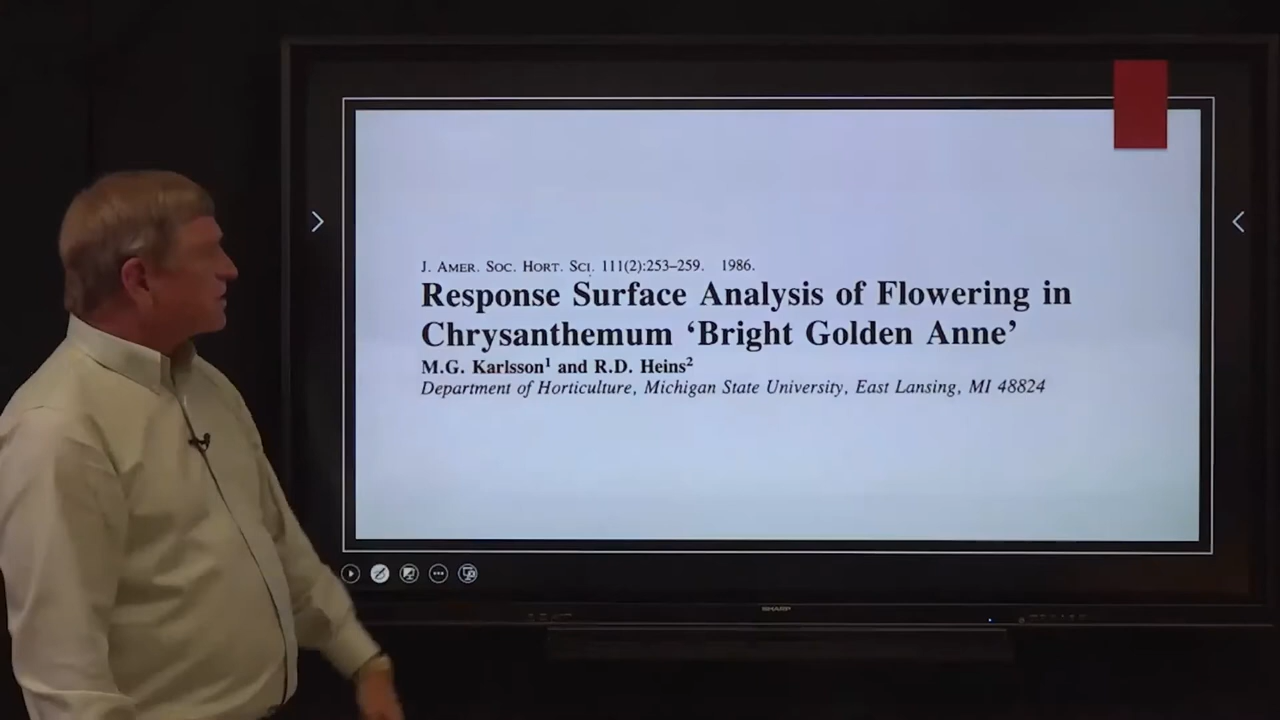 J. AMER. SOC. HORT. SCI. 111(2):253–259. 1986.
Response Surface Analysis of Flowering in
Chrysanthemum ‘Bright Golden Anne’
M.G. Karlsson¹ and R.D. Heins²
Department of Horticulture, Michigan State University, East Lansing, MI 48824
SHARP